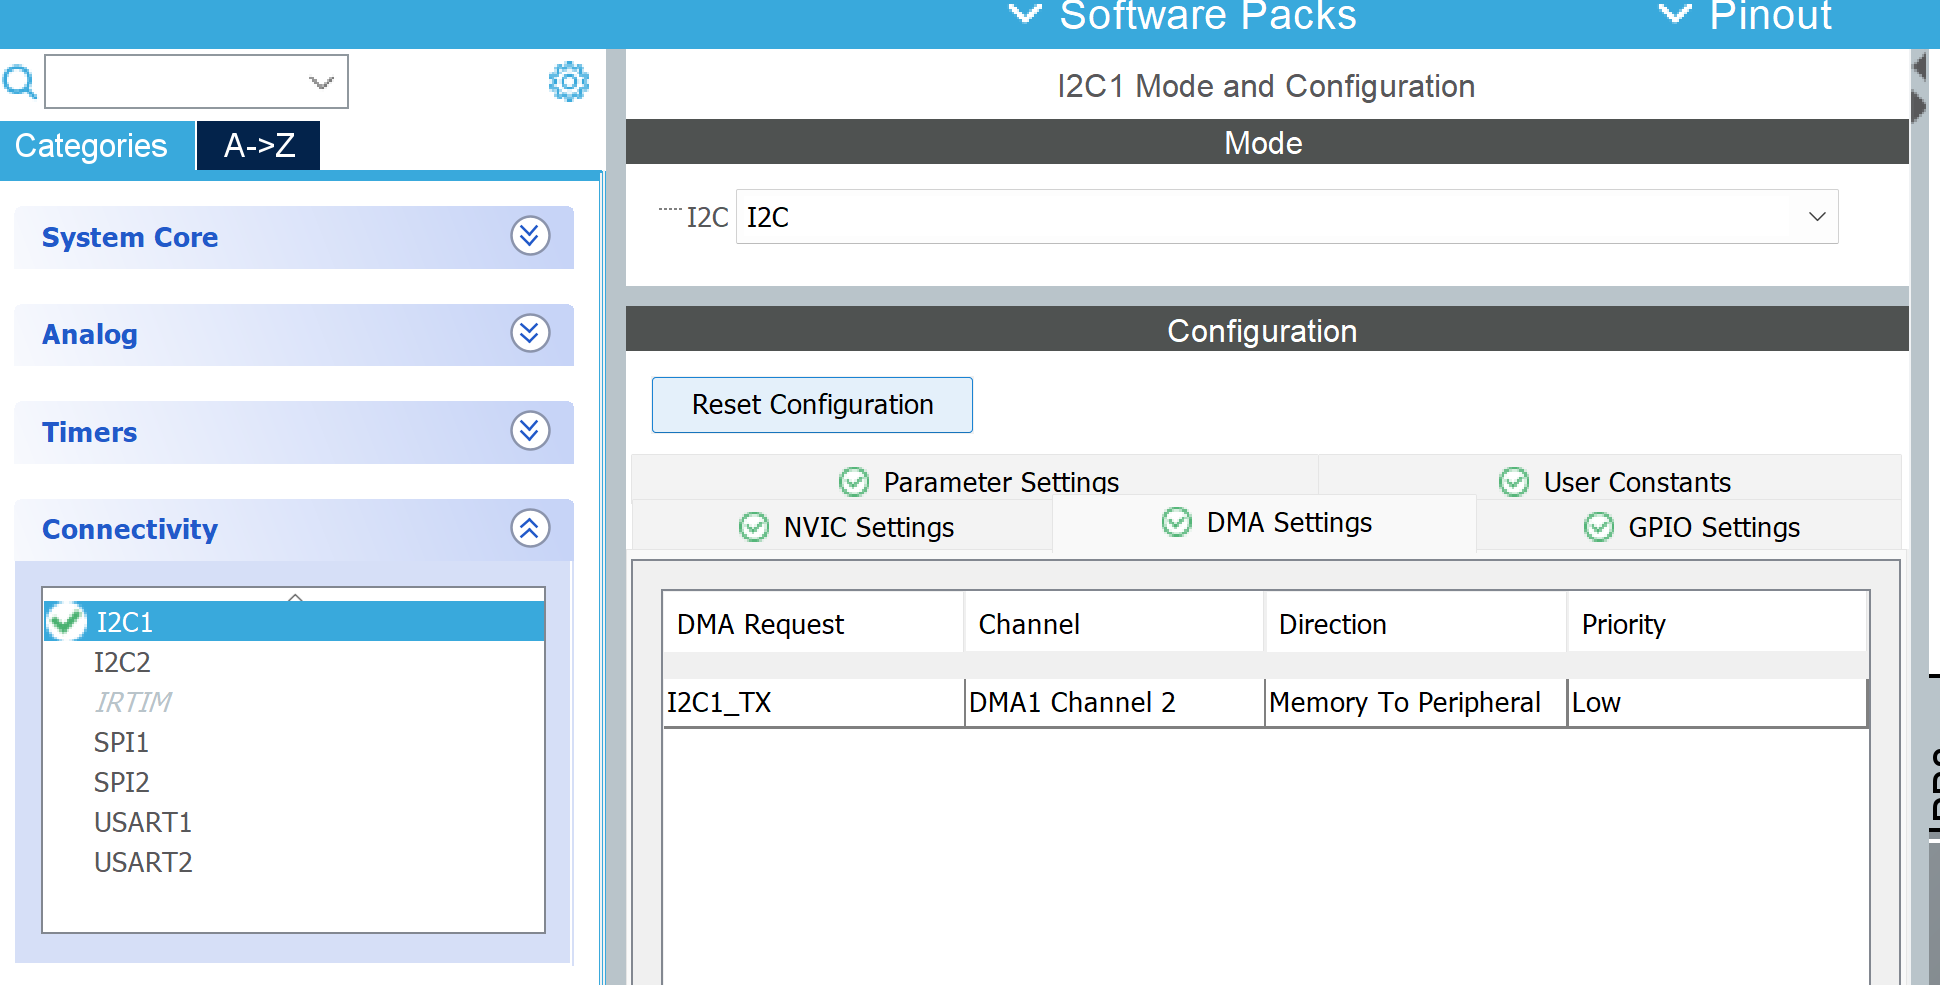 Software Packs
Pinout
Categories
A->Z
System Core
Analog
Timers
Connectivity
I2C1
I2C2
IRTIM
SPI1
SPI2
USART1
USART2
I2C1 Mode and Configuration
Mode
I2C I2C
Configuration
Reset Configuration
Parameter Settings
User Constants
NVIC Settings
DMA Settings
GPIO Settings
DMA Request Channel Direction Priority
I2C1_TX DMA1 Channel 2 Memory To Peripheral Low